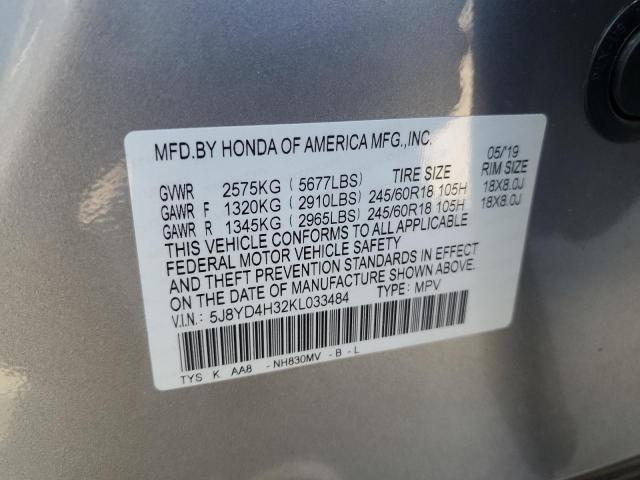 MFD.BY HONDA OF AMERICA MFG.,INC.
05/'19
TIRE SIZE RIM SIZE
GVWR 2575KG (5677LBS)
GAWR F 1320KG (2910LBS) 245/60R18 105H 18X8.0J
GAWR R 1345KG (2965LBS) 245/60R18 105H 18X8.0J
THIS VEHICLE CONFORMS TO ALL APPLICABLE
FEDERAL MOTOR VEHICLE SAFETY
AND THEFT PREVENTION STANDARDS IN EFFECT
ON THE DATE OF MANUFACTURE SHOWN ABOVE.
V.I.N.: 5J8YD4H32KL033484 TYPE: MPV
TYS K AA8 -NH830MV -B-L